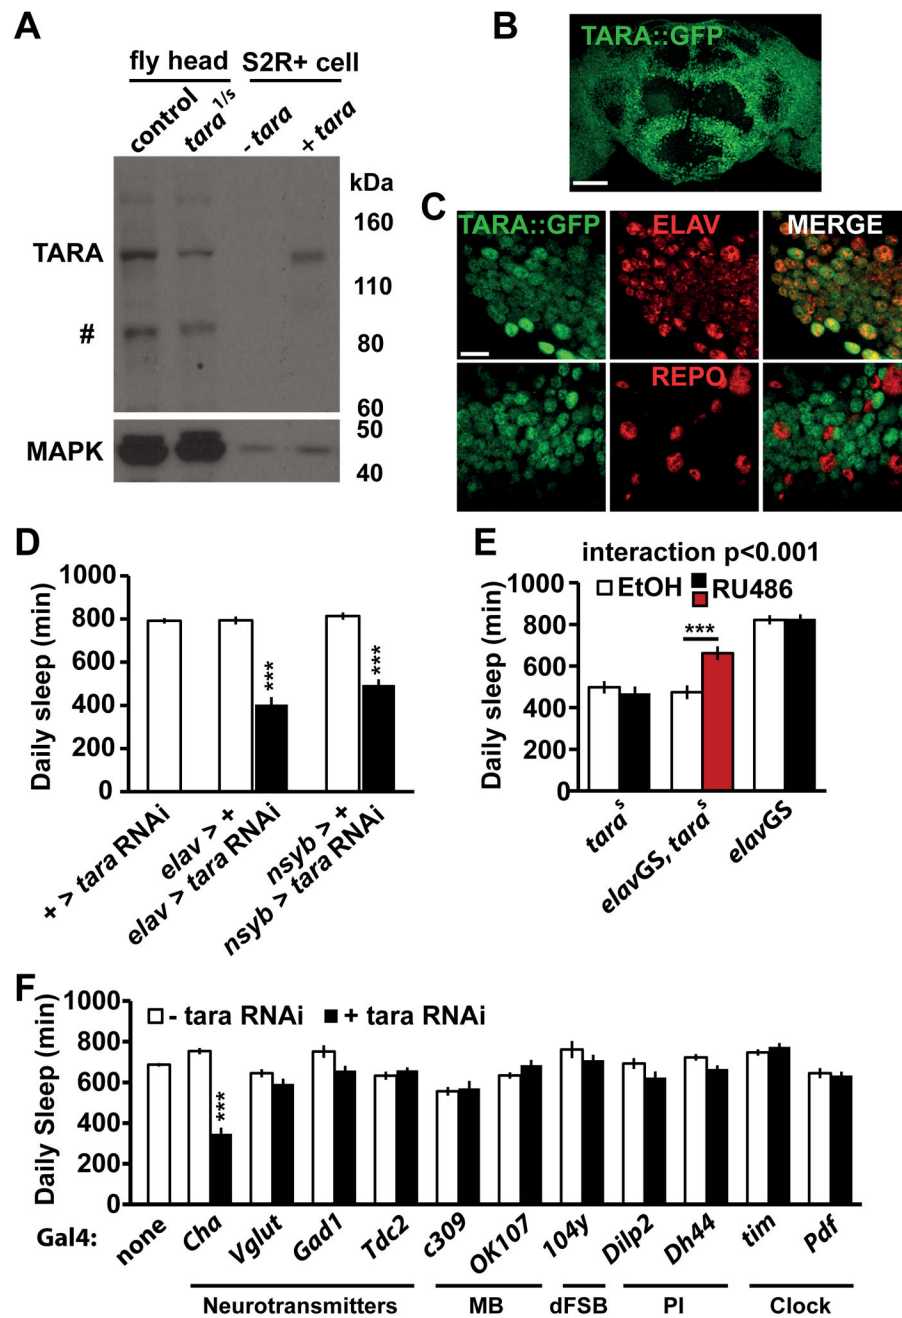 A
fly head
S2R+ cell
control
tara1/s
- tara
+ tara
kDa
160
TARA
110
#
80
60
50
MAPK
40
B
TARA::GFP
C
TARA::GFP
ELAV
MERGE
REPO
D
Daily sleep (min)
1000
800
600
400
200
0
***
***
+ > tara RNAi
elav > +
elav > tara RNAi
nsyb > +
nsyb > tara RNAi
E
interaction p<0.001
EtOH
RU486
Daily sleep (min)
1000
800
600
400
200
0
***
taras
elavGS, taras
elavGS
F
Daily Sleep (min)
1000
800
600
400
200
0
- tara RNAi
+ tara RNAi
***
Gal4:
none
Cha
Vglut
Gad1
Tdc2
c309
OK107
104y
Dilp2
Dh44
tim
Pdf
Neurotransmitters
MB
dFSB
PI
Clock